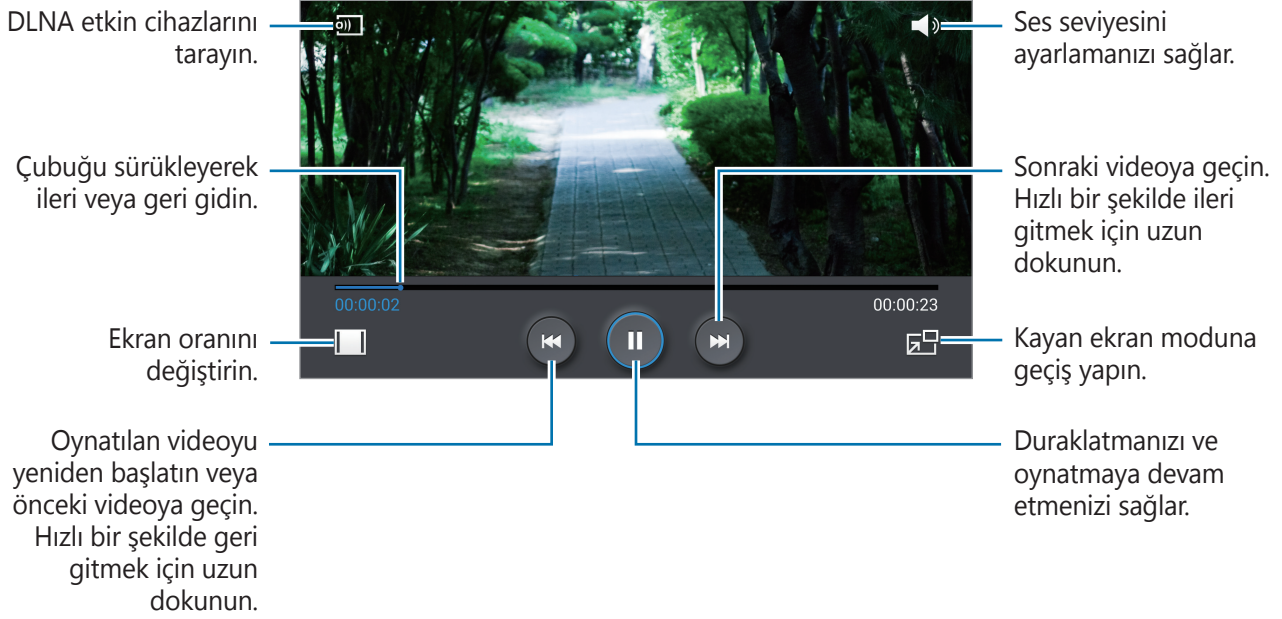 DLNA etkin cihazlarını
tarayın.
Ses seviyesini
ayarlamanızı sağlar.
Çubuğu sürükleyerek
ileri veya geri gidin.
Sonraki videoya geçin.
Hızlı bir şekilde ileri
gitmek için uzun
dokunun.
00:00:02
00:00:23
Ekran oranını
değiştirin.
Kayan ekran moduna
geçiş yapın.
Oynatılan videoyu
yeniden başlatın veya
önceki videoya geçin.
Hızlı bir şekilde geri
gitmek için uzun
dokunun.
Duraklatmanızı ve
oynatmaya devam
etmenizi sağlar.